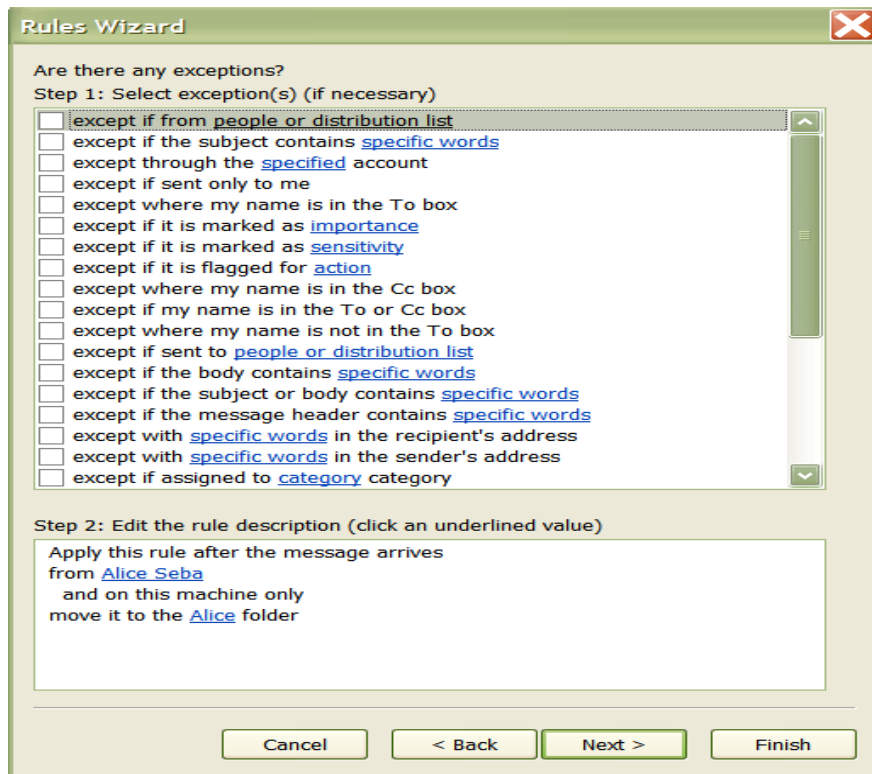 Rules Wizard
Are there any exceptions?
Step 1: Select exception(s) (if necessary)
except if from people or distribution list
except if the subject contains specific words
except through the specified account
except if sent only to me
except where my name is in the To box
except if it is marked as importance
except if it is marked as sensitivity
except if it is flagged for action
except where my name is in the Cc box
except if my name is in the To or Cc box
except where my name is not in the To box
except if sent to people or distribution list
except if the body contains specific words
except if the subject or body contains specific words
except if the message header contains specific words
except with specific words in the recipient's address
except with specific words in the sender's address
except if assigned to category category
Step 2: Edit the rule description (click an underlined value)
Apply this rule after the message arrives
from Alice Seba
and on this machine only
move it to the Alice folder
Cancel < Back Next > Finish